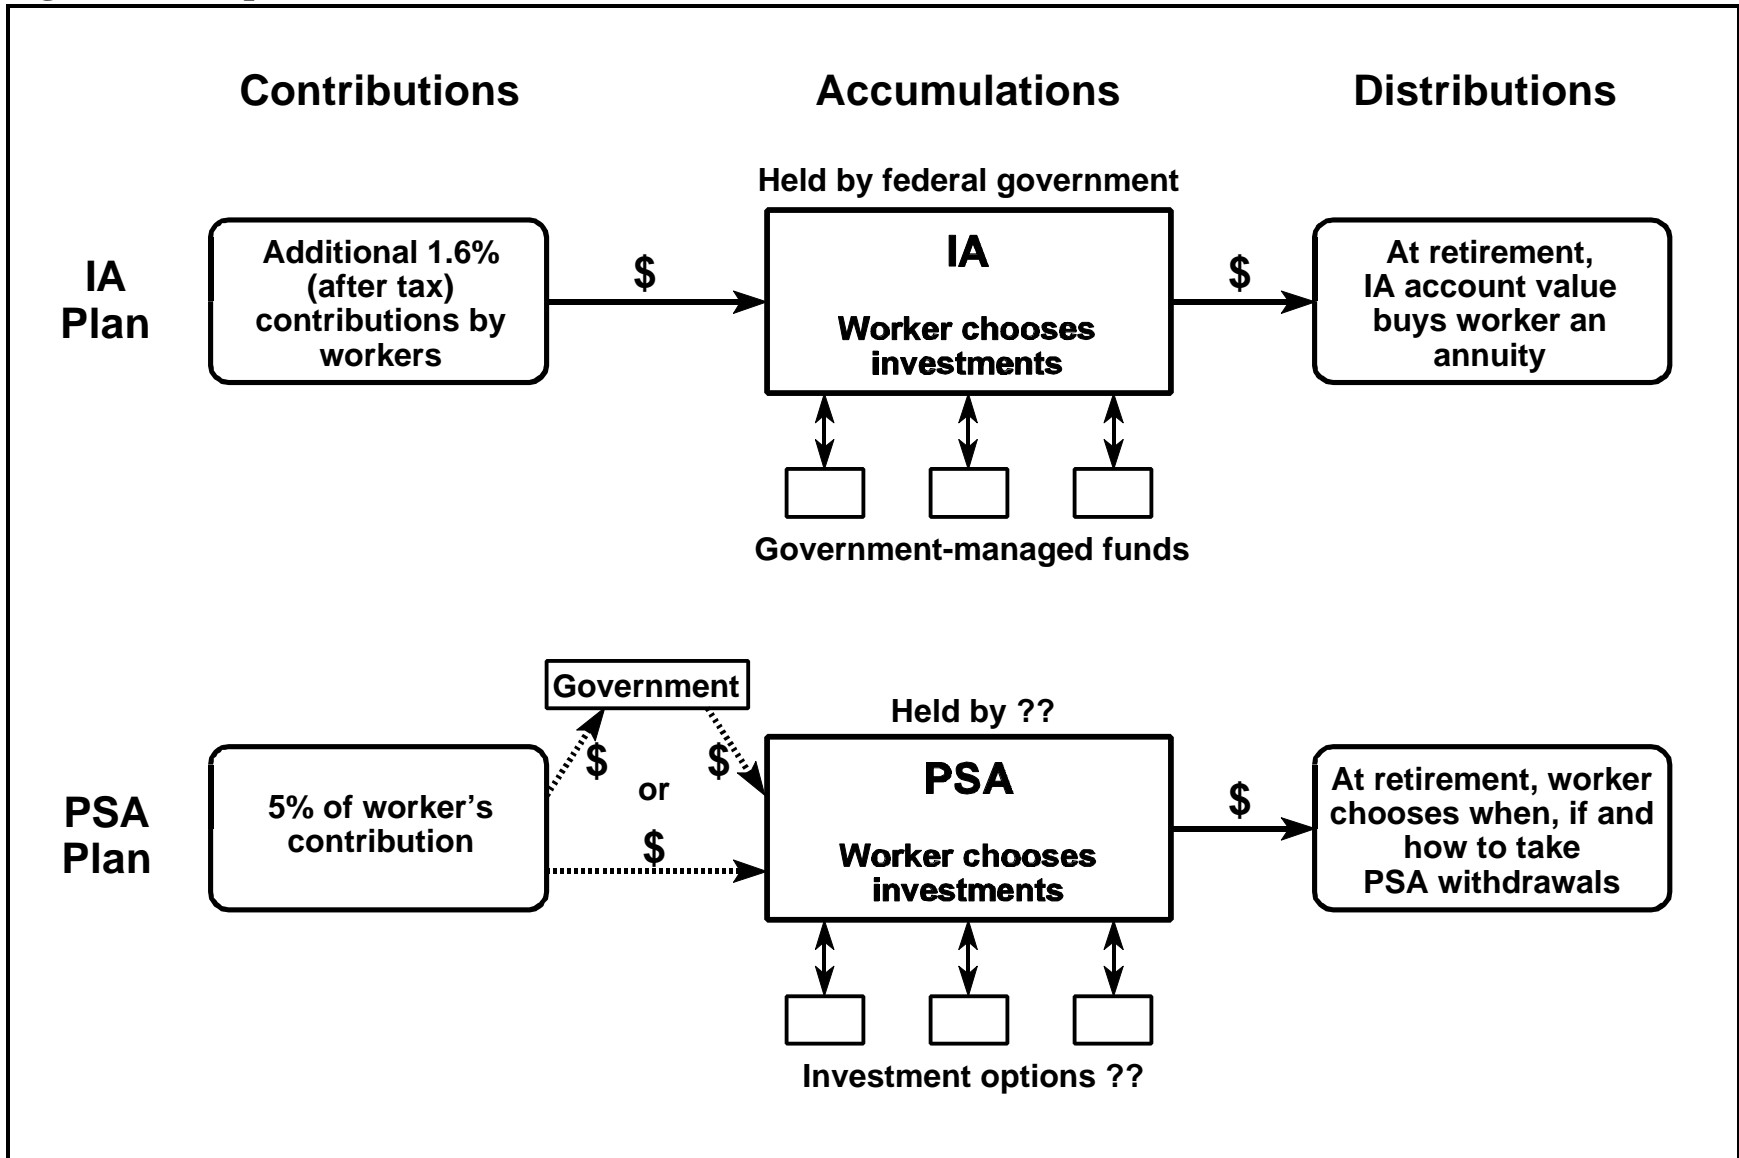 Contributions
Accumulations
Distributions
Held by federal government
IA
Plan
Additional 1.6%
(after tax)
contributions by
workers
$
IA
Worker chooses
investments
$
At retirement,
IA account value
buys worker an
annuity
Government-managed funds
Government
Held by ??
PSA
Plan
5% of worker’s
contribution
$
$
or
$
PSA
Worker chooses
investments
$
At retirement, worker
chooses when, if and
how to take
PSA withdrawals
Investment options ??